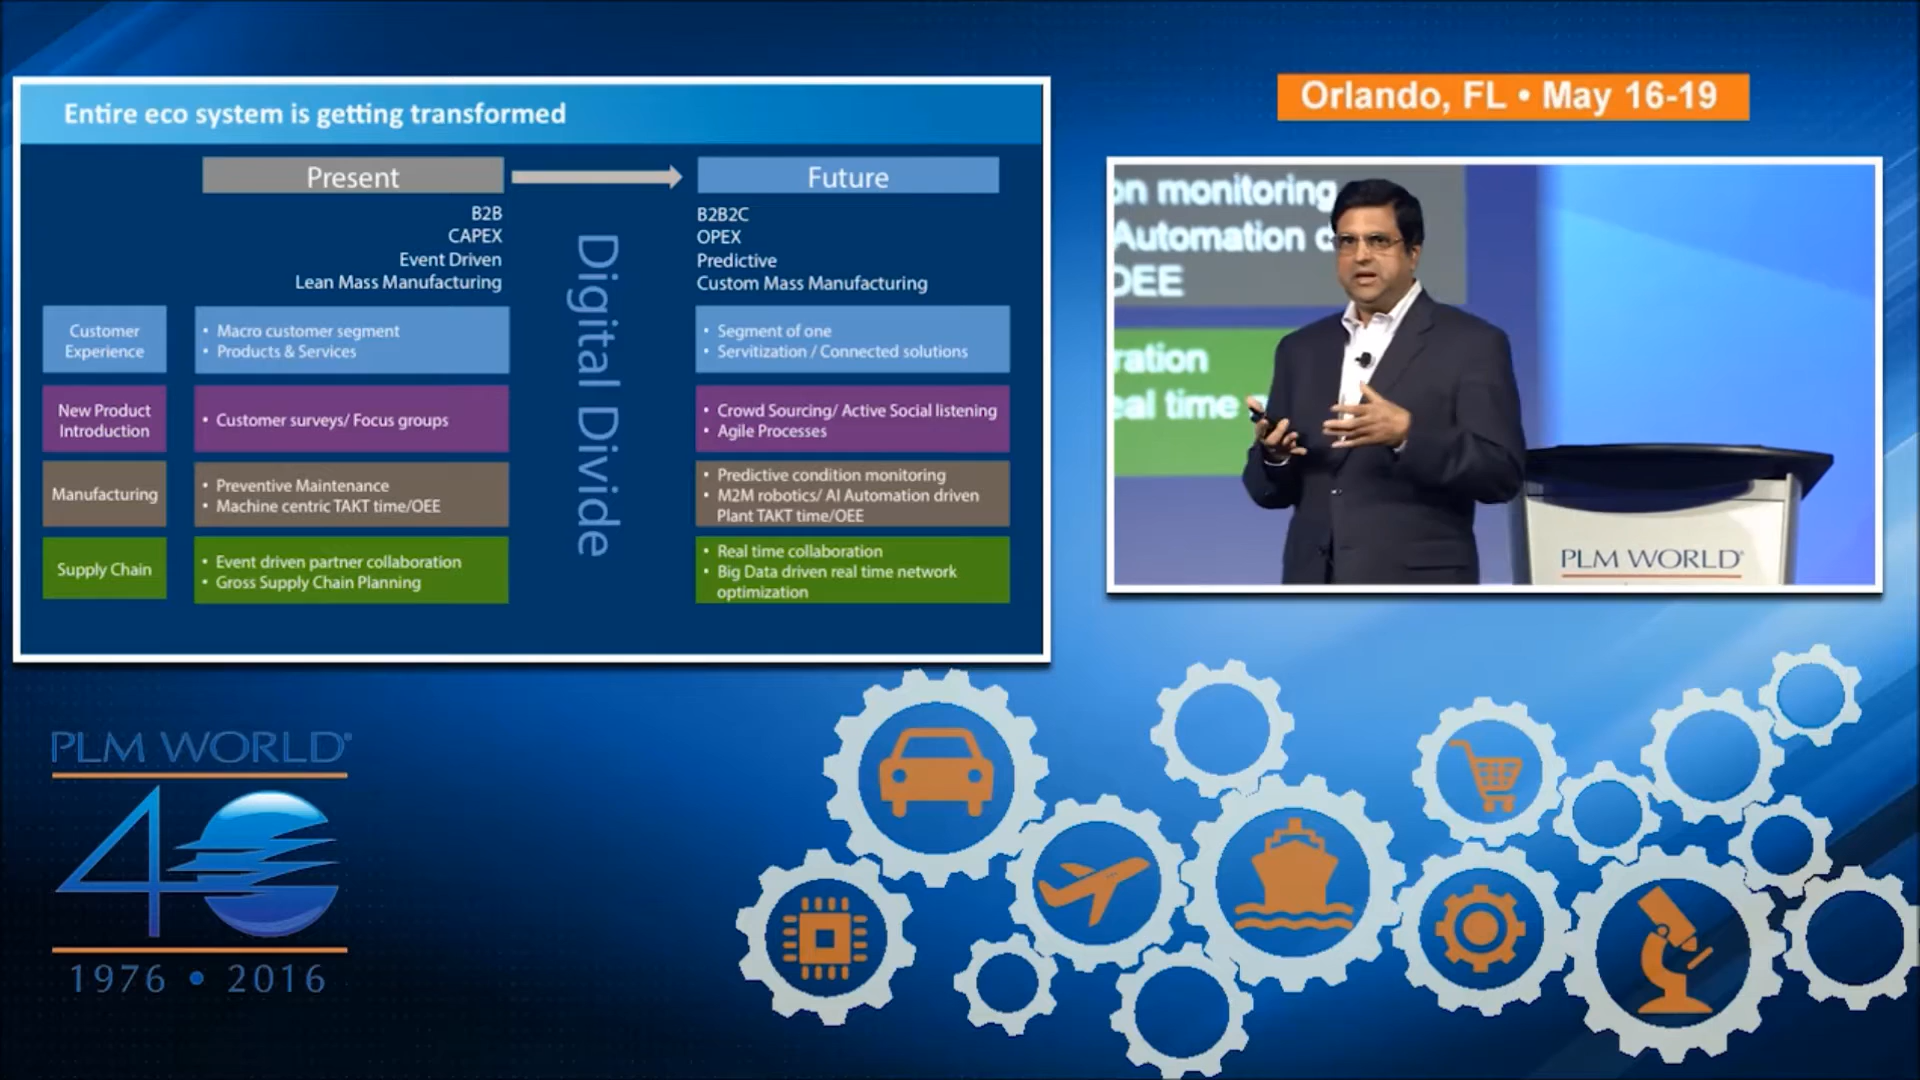 Entire eco system is getting transformed
Present
Future
B2B
CAPEX
Event Driven
Lean Mass Manufacturing
Digital Divide
B2B2C
OPEX
Predictive
Custom Mass Manufacturing
Customer
Experience
• Macro customer segment
• Products & Services
• Segment of one
• Servitization / Connected solutions
New Product
Introduction
• Customer surveys/ Focus groups
• Crowd Sourcing/ Active Social listening
• Agile Processes
Manufacturing
• Preventive Maintenance
• Machine centric TAKT time/OEE
• Predictive condition monitoring
• M2M robotics/ AI Automation driven
Plant TAKT time/OEE
Supply Chain
• Event driven partner collaboration
• Gross Supply Chain Planning
• Real time collaboration
• Big Data driven real time network
optimization
Orlando, FL • May 16-19
on monitoring
Automation
OEE
ration
eal time
PLM WORLD®
PLM WORLD®
40
1976 • 2016